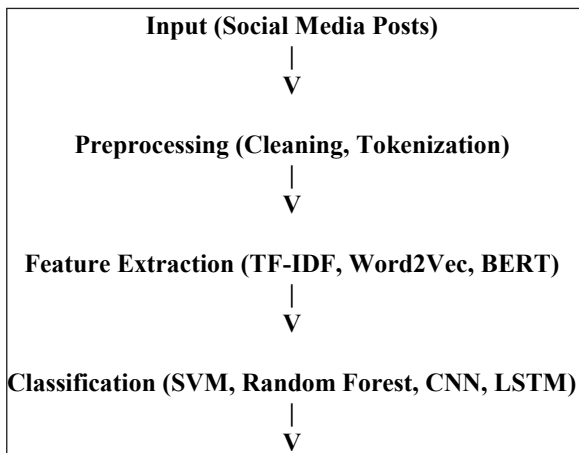 Input (Social Media Posts)
|
V
Preprocessing (Cleaning, Tokenization)
|
V
Feature Extraction (TF-IDF, Word2Vec, BERT)
|
V
Classification (SVM, Random Forest, CNN, LSTM)
|
V